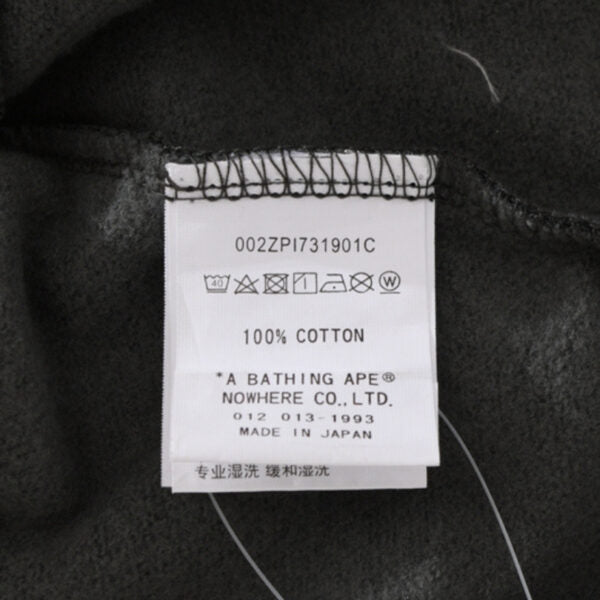 002ZPI731901C
40 W
100% COTTON
*A BATHING APE®
NOWHERE CO., LTD.
012 013-1993
MADE IN JAPAN
专业湿洗 缓和湿洗